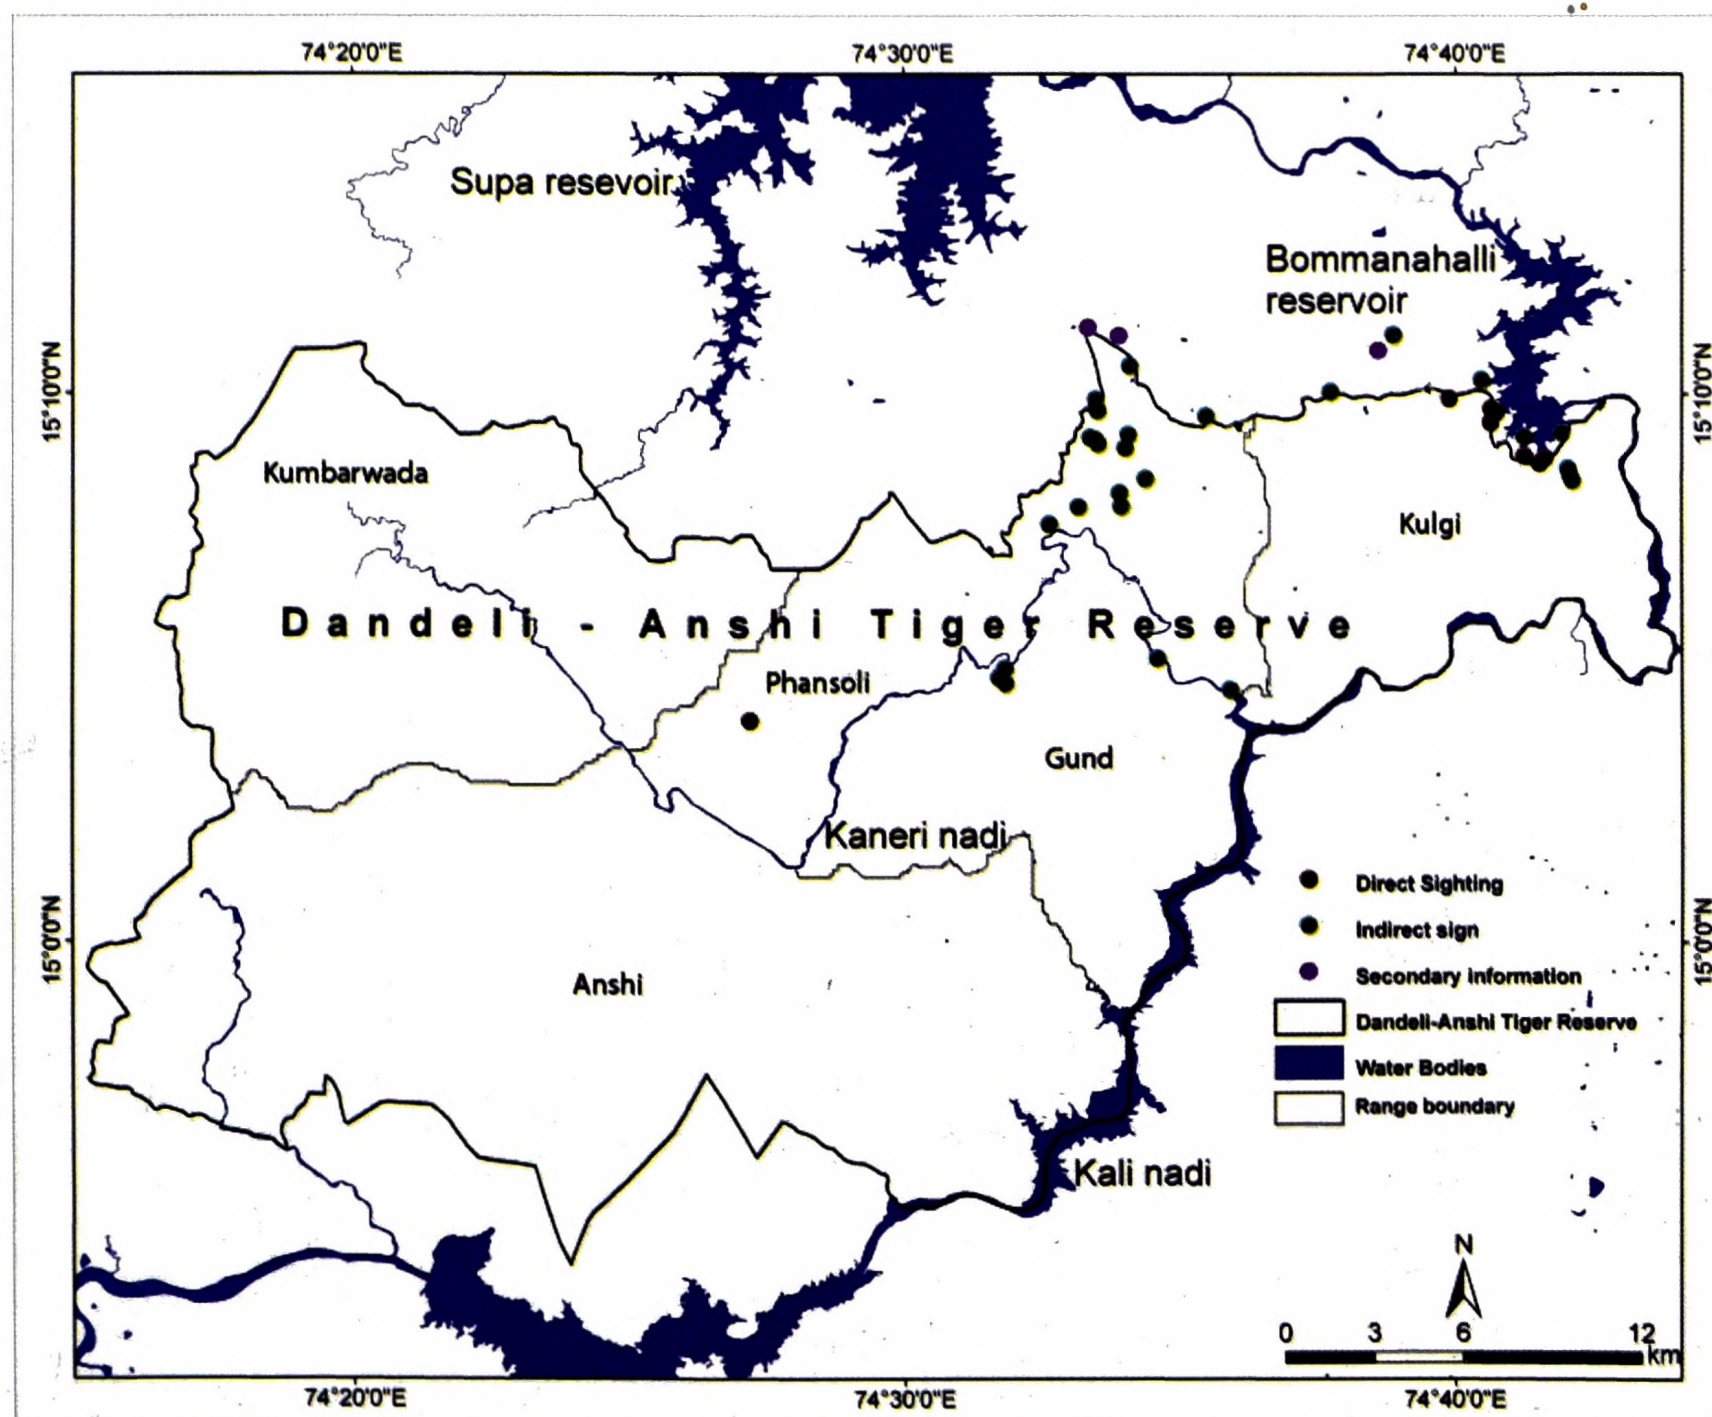 74°20'0"E 74°30'0"E 74°40'0"E
Supa resevoir
Bommanahalli
reservoir
15°10'0"N 15°10'0"N
Kumbarwada
Kulgi
Dandeli - Anshi Tiger Reserve
Phansoli
Gund
Kaneri nadi
Direct Sighting
Indirect sign
15°0'0"N 15°0'0"N
Secondary information
Anshi
Dandeli-Anshi Tiger Reserve
Water Bodies
Range boundary
Kali nadi
N
0 3 6 12
km
74°20'0"E 74°30'0"E 74°40'0"E